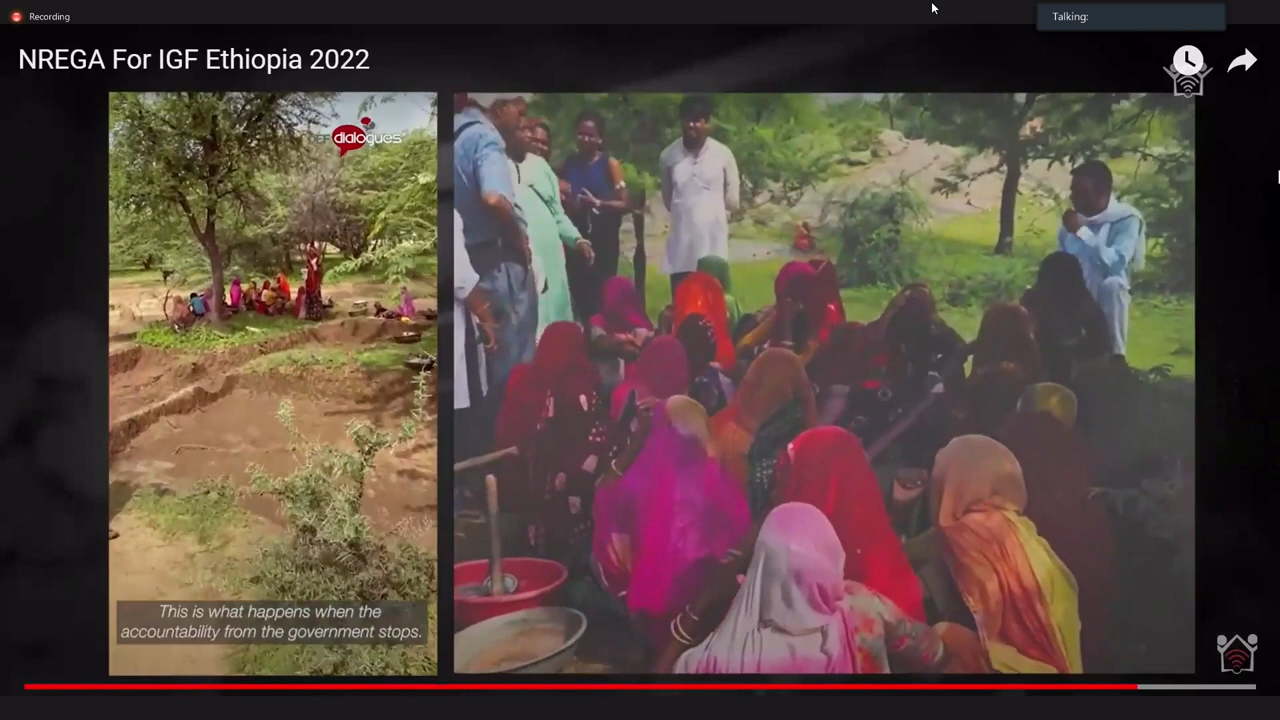 Recording
Talking:
NREGA For IGF Ethiopia 2022
dialogues
This is what happens when the
accountability from the government stops.